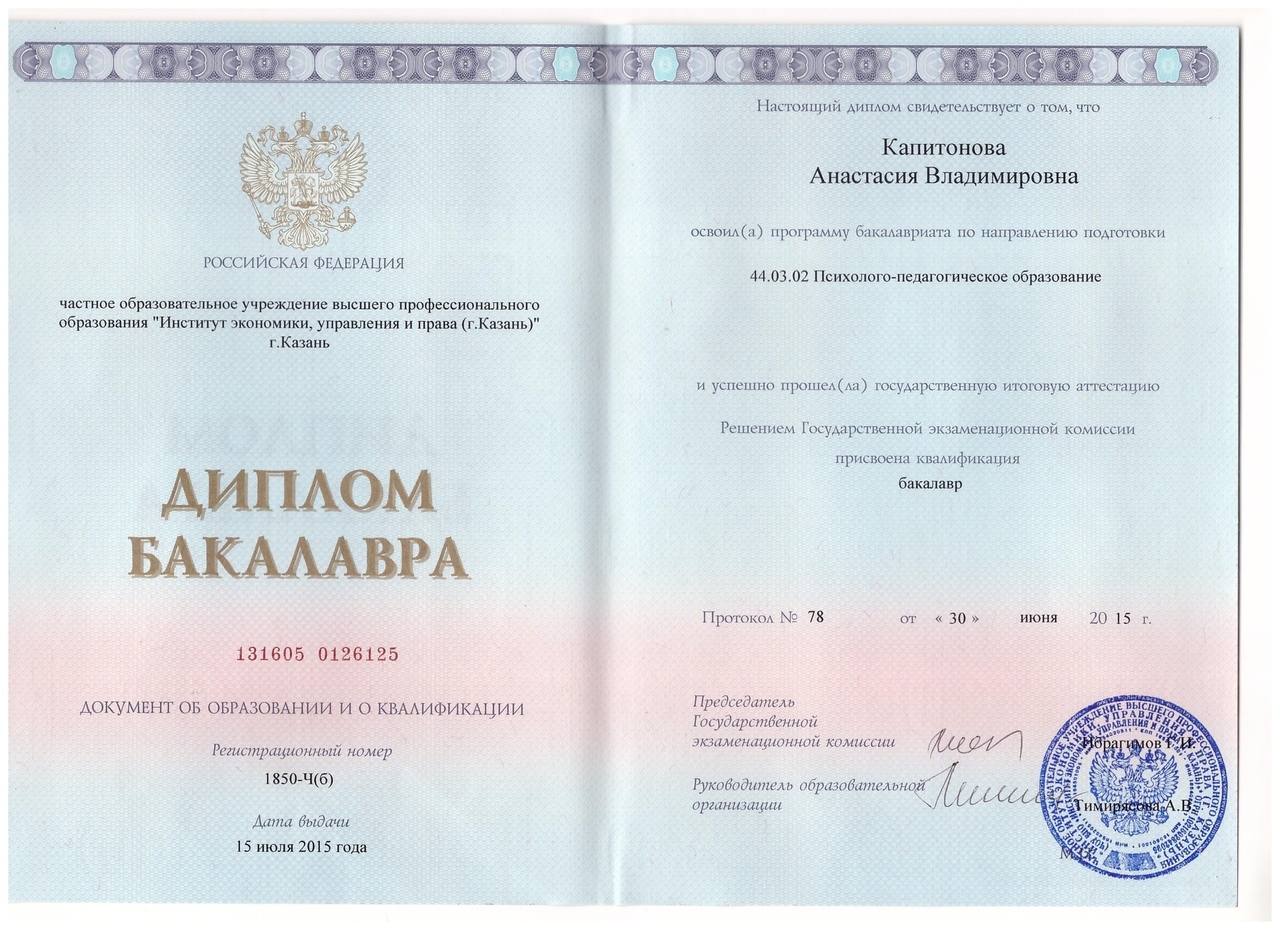 РОССИЙСКАЯ ФЕДЕРАЦИЯ
частное образовательное учреждение высшего профессионального
образования "Институт экономики, управления и права (г.Казань)"
г.Казань
ДИПЛОМ
БАКАЛАВРА
131605 0126125
ДОКУМЕНТ ОБ ОБРАЗОВАНИИ И О КВАЛИФИКАЦИИ
Регистрационный номер
1850-Ч(б)
Дата выдачи
15 июля 2015 года
Настоящий диплом свидетельствует о том, что
Капитонова
Анастасия Владимировна
освоил(а) программу бакалавриата по направлению подготовки
44.03.02 Психолого-педагогическое образование
и успешно прошел(ла) государственную итоговую аттестацию
Решением Государственной экзаменационной комиссии
присвоена квалификация
бакалавр
Протокол № 78 от « 30 » июня 20 15 г.
Председатель
Государственной
экзаменационной комиссии
Ибрагимов Г.И.
Руководитель образовательной
организации
Тимирясова А.В.
М.П.